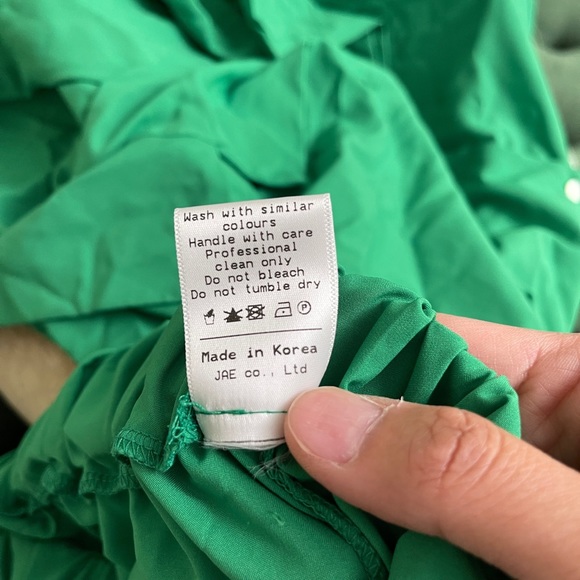 Wash with similar
colours
Handle with care
Professional
clean only
Do not bleach
Do not tumble dry
P
Made in Korea
JAE co., Ltd